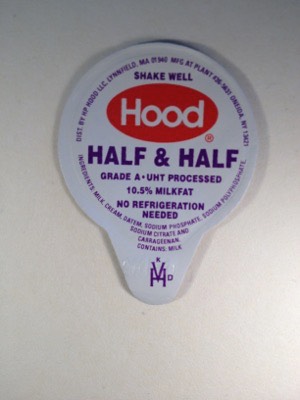 DIST. BY HP HOOD LLC, LYNNFIELD, MA 01940 MFG AT PLANT #36-3631 ONEIDA, NY 13421
SHAKE WELL
Hood
®
HALF & HALF
GRADE A • UHT PROCESSED
10.5% MILKFAT
NO REFRIGERATION
NEEDED
INGREDIENTS: MILK, CREAM, DATEM, SODIUM PHOSPHATE, SODIUM POLYPHOSPHATE,
SODIUM CITRATE AND
CARRAGEENAN.
CONTAINS: MILK.
K
VH D
M